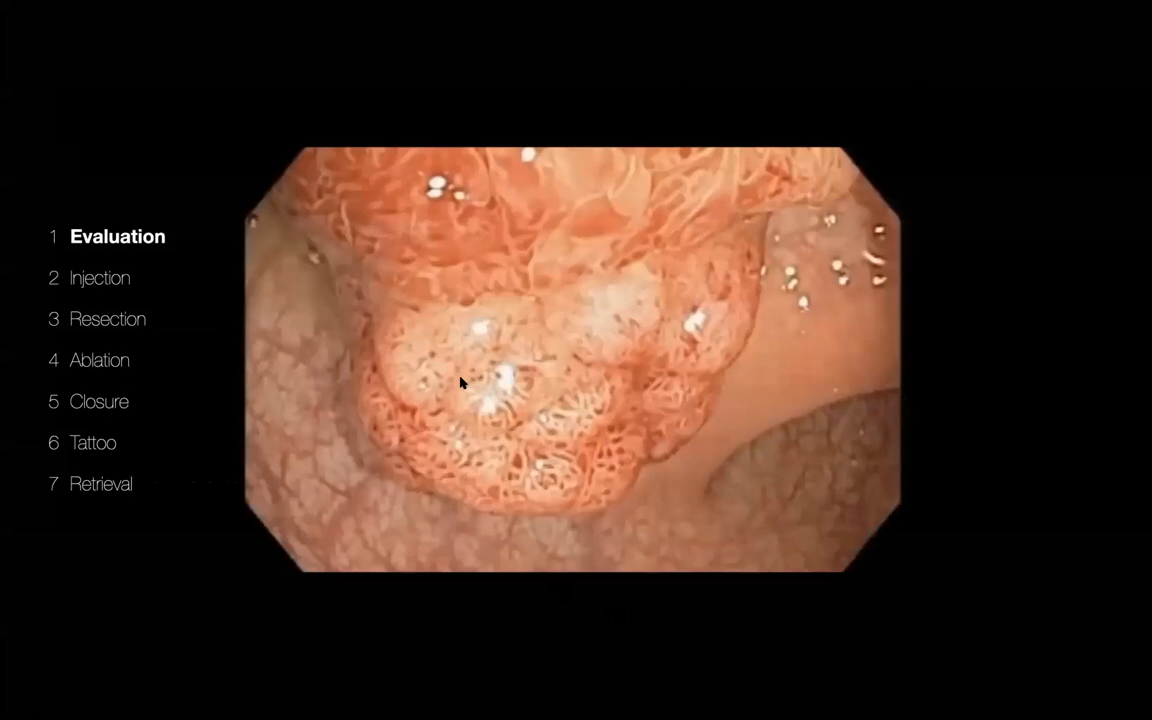 1 Evaluation
2 Injection
3 Resection
4 Ablation
5 Closure
6 Tattoo
7 Retrieval